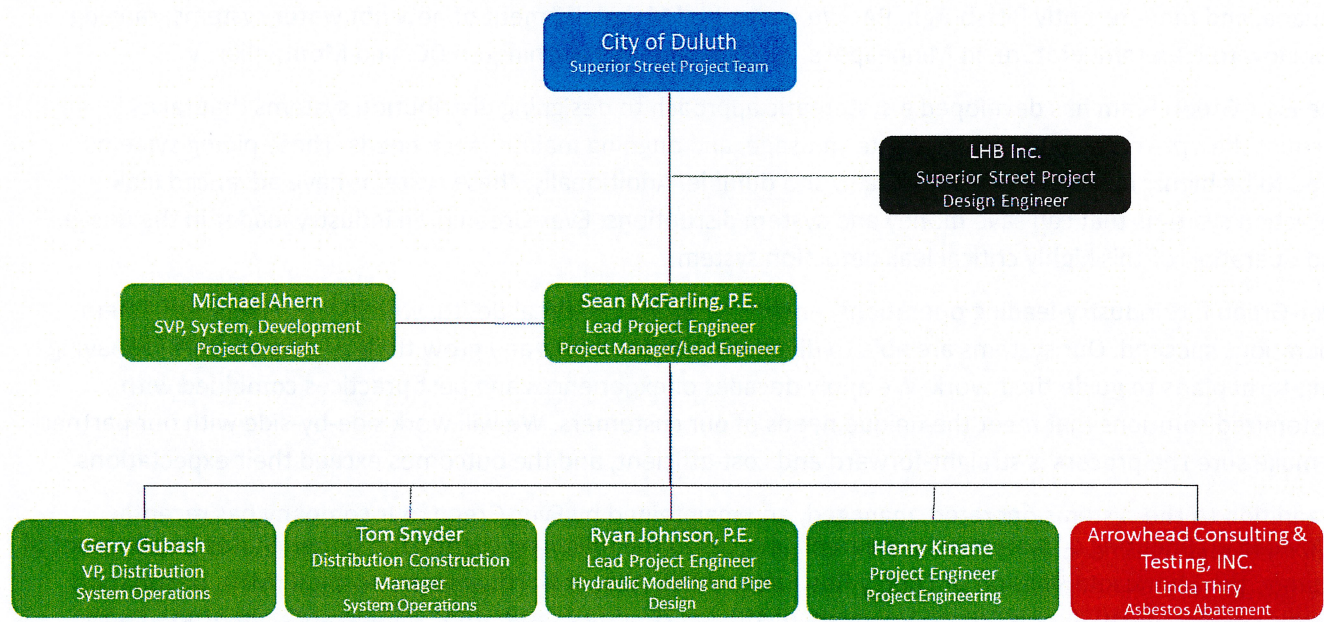 City of Duluth
Superior Street Project Team
LHB Inc.
Superior Street Project
Design Engineer
Michael Ahern
SVP, System, Development
Project Oversight
Sean McFarling, P.E.
Lead Project Engineer
Project Manager/Lead Engineer
Gerry Gubash
VP, Distribution
System Operations
Tom Snyder
Distribution Construction
Manager
System Operations
Ryan Johnson, P.E.
Lead Project Engineer
Hydraulic Modeling and Pipe
Design
Henry Kinane
Project Engineer
Project Engineering
Arrowhead Consulting &
Testing, INC.
Linda Thiry
Asbestos Abatement